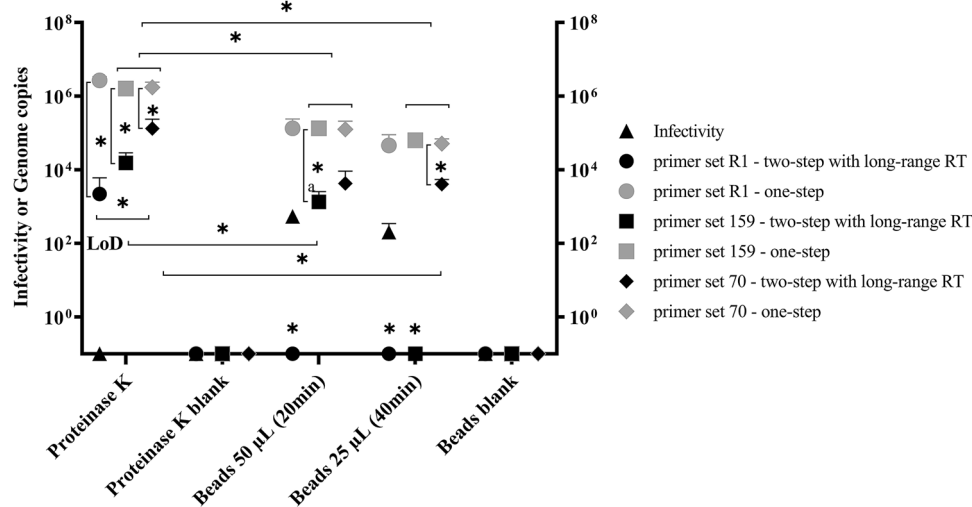 *
*
10⁸
10⁶
10⁴
10²
10⁰
Infectivity or Genome copies
*
*
*
*
LoD
*
*
*
a
*
*
*
*
10⁸
10⁶
10⁴
10²
10⁰
Proteinase K
Proteinase K blank
Beads 50 µL (20min)
Beads 25 µL (40min)
Beads blank
Infectivity
primer set R1 - two-step with long-range RT
primer set R1 - one-step
primer set 159 - two-step with long-range RT
primer set 159 - one-step
primer set 70 - two-step with long-range RT
primer set 70 - one-step